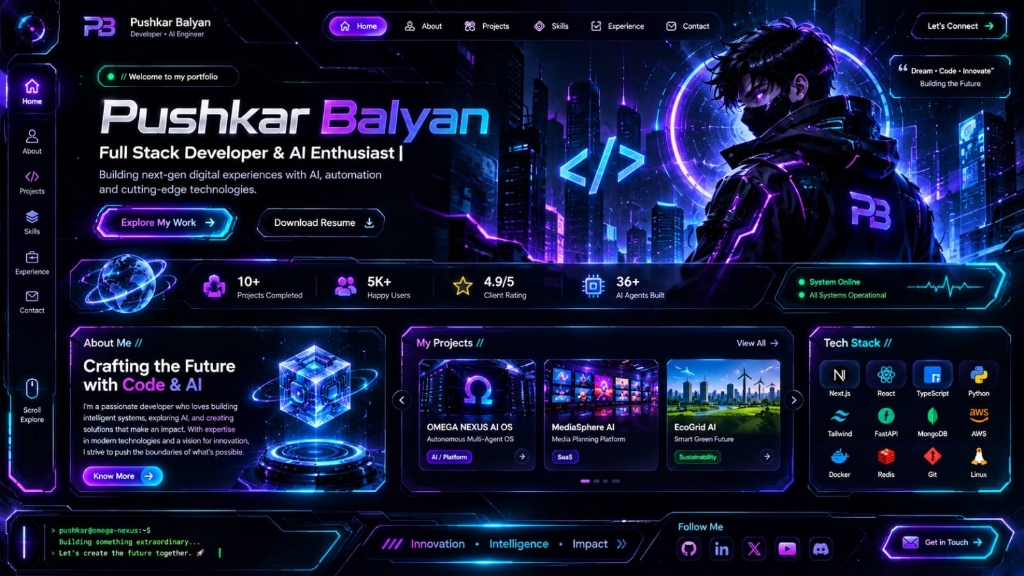 PB
Pushkar Balyan
Developer • AI Engineer
Home
About
Projects
Skills
Experience
Contact
Let's Connect →
Home
About
</>
Projects
Skills
Experience
Contact
Scroll
Explore
// Welcome to my portfolio
Pushkar Balyan
Full Stack Developer & AI Enthusiast |
Building next-gen digital experiences with AI, automation
and cutting-edge technologies.
Explore My Work →
Download Resume
</>
PB
“ Dream • Code • Innovate”
Building the Future
10+
Projects Completed
5K+
Happy Users
4.9/5
Client Rating
36+
AI Agents Built
System Online
All Systems Operational
About Me //
Crafting the Future
with Code & AI
I'm a passionate developer who loves building
intelligent systems, exploring AI, and creating
solutions that make an impact. With expertise
in modern technologies and a vision for innovation,
I strive to push the boundaries of what's possible.
Know More →
My Projects //
View All →
OMEGA NEXUS AI OS
Autonomous Multi-Agent OS
AI / Platform
MediaSphere AI
Media Planning Platform
SaaS
EcoGrid AI
Smart Green Future
Sustainability
Tech Stack //
N
Next.js
React
TypeScript
Python
Tailwind
FastAPI
MongoDB
aws
AWS
Docker
Redis
Git
Linux
> pushkar@omega-nexus:~$
Building something extraordinary...
> Let's create the future together. 🚀
/// Innovation • Intelligence • Impact >>
Follow Me
in
X
Get in Touch →